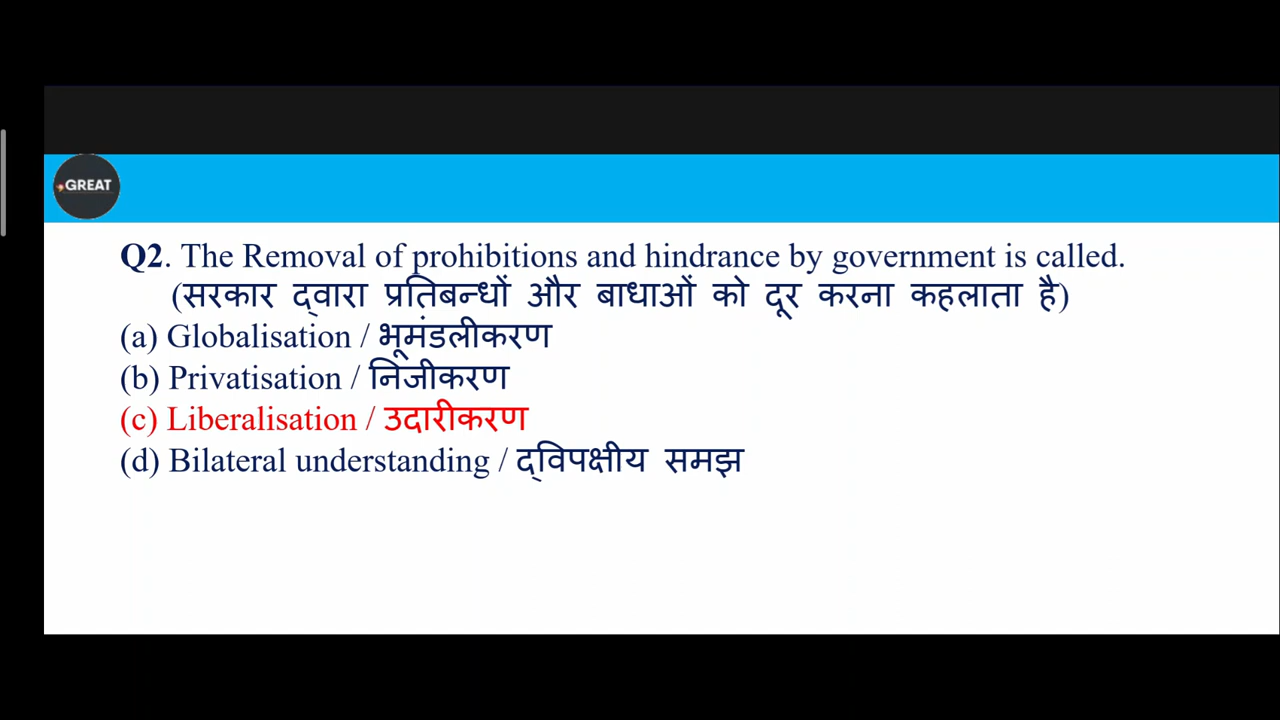 GREAT
Q2. The Removal of prohibitions and hindrance by government is called.
(सरकार द्वारा प्रतिबन्धों और बाधाओं को दूर करना कहलाता है)
(a) Globalisation / भूमंडलीकरण
(b) Privatisation / निजीकरण
(c) Liberalisation / उदारीकरण
(d) Bilateral understanding / द्विपक्षीय समझ